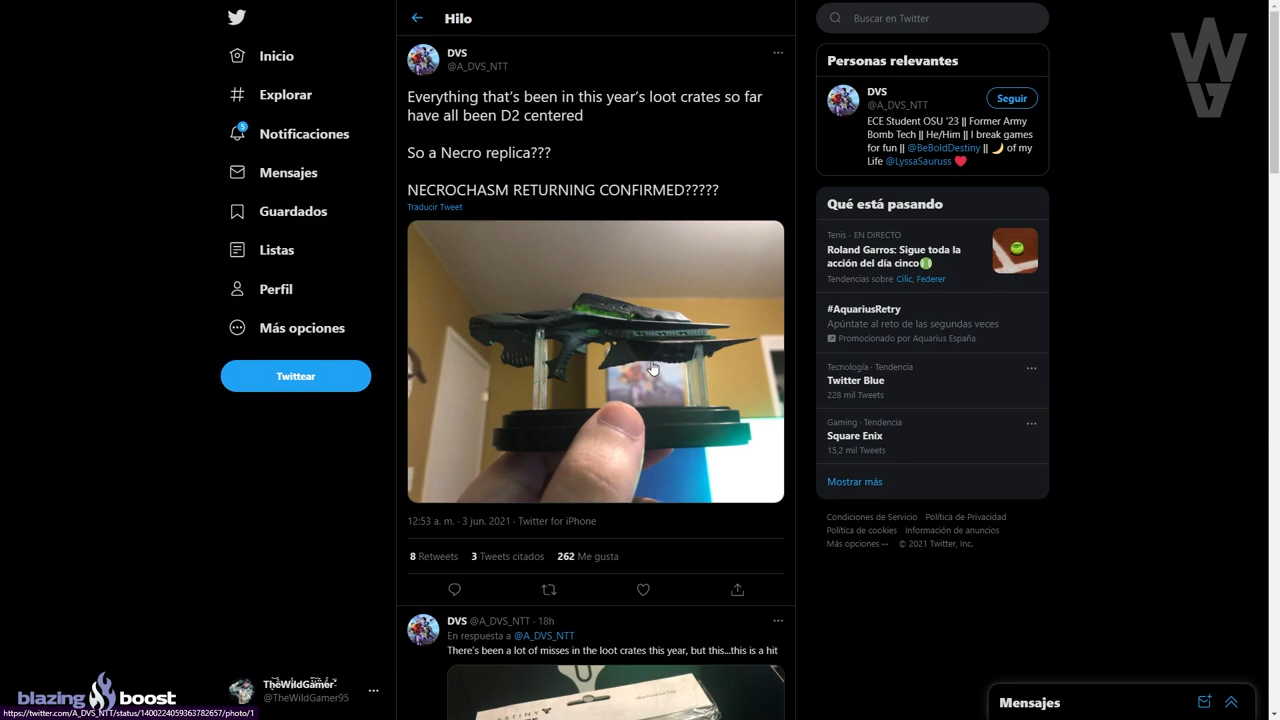 Hilo
Buscar en Twitter
Inicio
Explorar
5
Notificaciones
Mensajes
Guardados
Listas
Perfil
Más opciones
Twittear
TheWildGamer
@TheWildGamer95
blazing boost
https://twitter.com/A_DVS_NTT/status/1400224059363782657/photo/1
DVS
@A_DVS_NTT
Everything that's been in this year's loot crates so far
have all been D2 centered
So a Necro replica???
NECROCHASM RETURNING CONFIRMED?????
Traducir Tweet
12:53 a. m. · 3 jun. 2021 · Twitter for iPhone
8 Retweets 3 Tweets citados 262 Me gusta
DVS @A_DVS_NTT · 18h
En respuesta a @A_DVS_NTT
There's been a lot of misses in the loot crates this year, but this...this is a hit
DESTINY
Personas relevantes
DVS
@A_DVS_NTT
Seguir
ECE Student OSU '23 || Former Army
Bomb Tech || He/Him || I break games
for fun || @BeBoldDestiny || 🌙 of my
Life @LyssaSauruss ❤️
Qué está pasando
Tenis · EN DIRECTO
Roland Garros: Sigue toda la
acción del día cinco
Tendencias sobre Cilic, Federer
#AquariusRetry
Apúntate al reto de las segundas veces
Promocionado por Aquarius España
Tecnología · Tendencia
Twitter Blue
228 mil Tweets
Gaming · Tendencia
Square Enix
15,2 mil Tweets
Mostrar más
Condiciones de Servicio Política de Privacidad
Política de cookies Información de anuncios
Más opciones ··· © 2021 Twitter, Inc.
Mensajes
WG